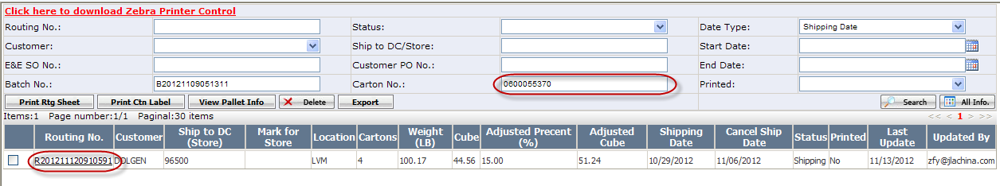 Click here to download Zebra Printer Control
Routing No.: Status: Date Type: Shipping Date
Customer: Ship to DC/Store: Start Date:
E&E SO No.: Customer PO No.: End Date:
Batch No.: B20121109051311 Carton No.: 0600055370 Printed:
Print Rtg Sheet Print Ctn Label View Pallet Info Delete Export Search All Info.
Items:1 Page number:1/1 Paginal:30 items << < 1 > >>
Routing No. Customer Ship to DC (Store) Mark for Store Location Cartons Weight (LB) Cube Adjusted Precent (%) Adjusted Cube Shipping Date Cancel Ship Date Status Printed Last Update Updated By
R201211120910591 DOLGEN 96500 LVM 4 100.17 44.56 15.00 51.24 10/29/2012 11/06/2012 Shipping No 11/13/2012 zfy@jlachina.com